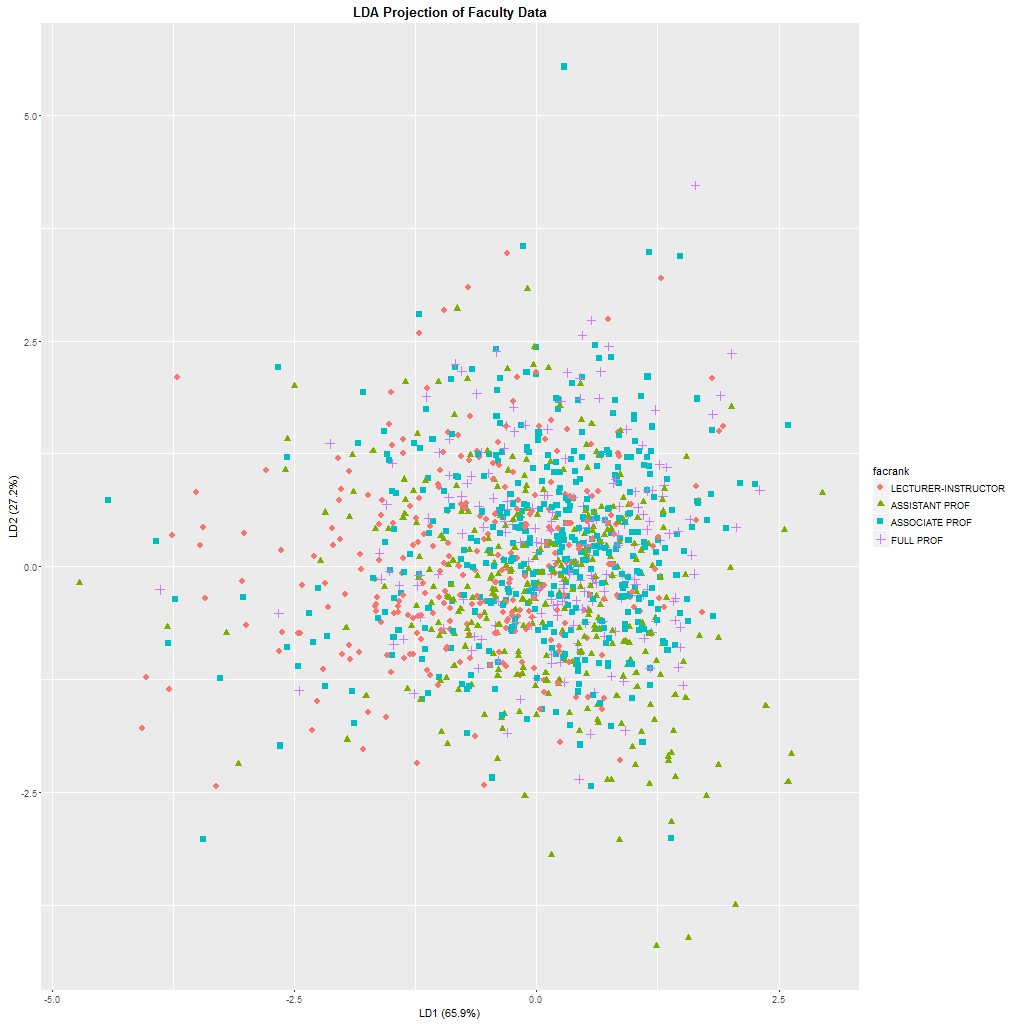 LDA Projection of Faculty Data
LD2 (27.2%)
5.0
2.5
0.0
-2.5
-5.0
-2.5
0.0
2.5
LD1 (65.9%)
facrank
LECTURER-INSTRUCTOR
ASSISTANT PROF
ASSOCIATE PROF
FULL PROF